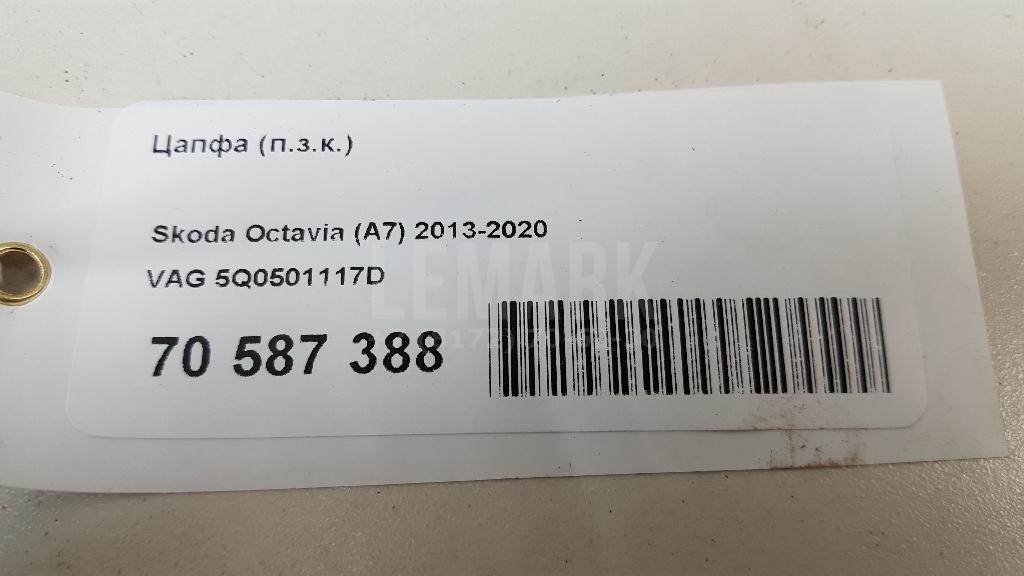 Цапфа (п.з.к.)
Skoda Octavia (A7) 2013-2020
VAG 5Q0501117D
LEMARK
70 587 388